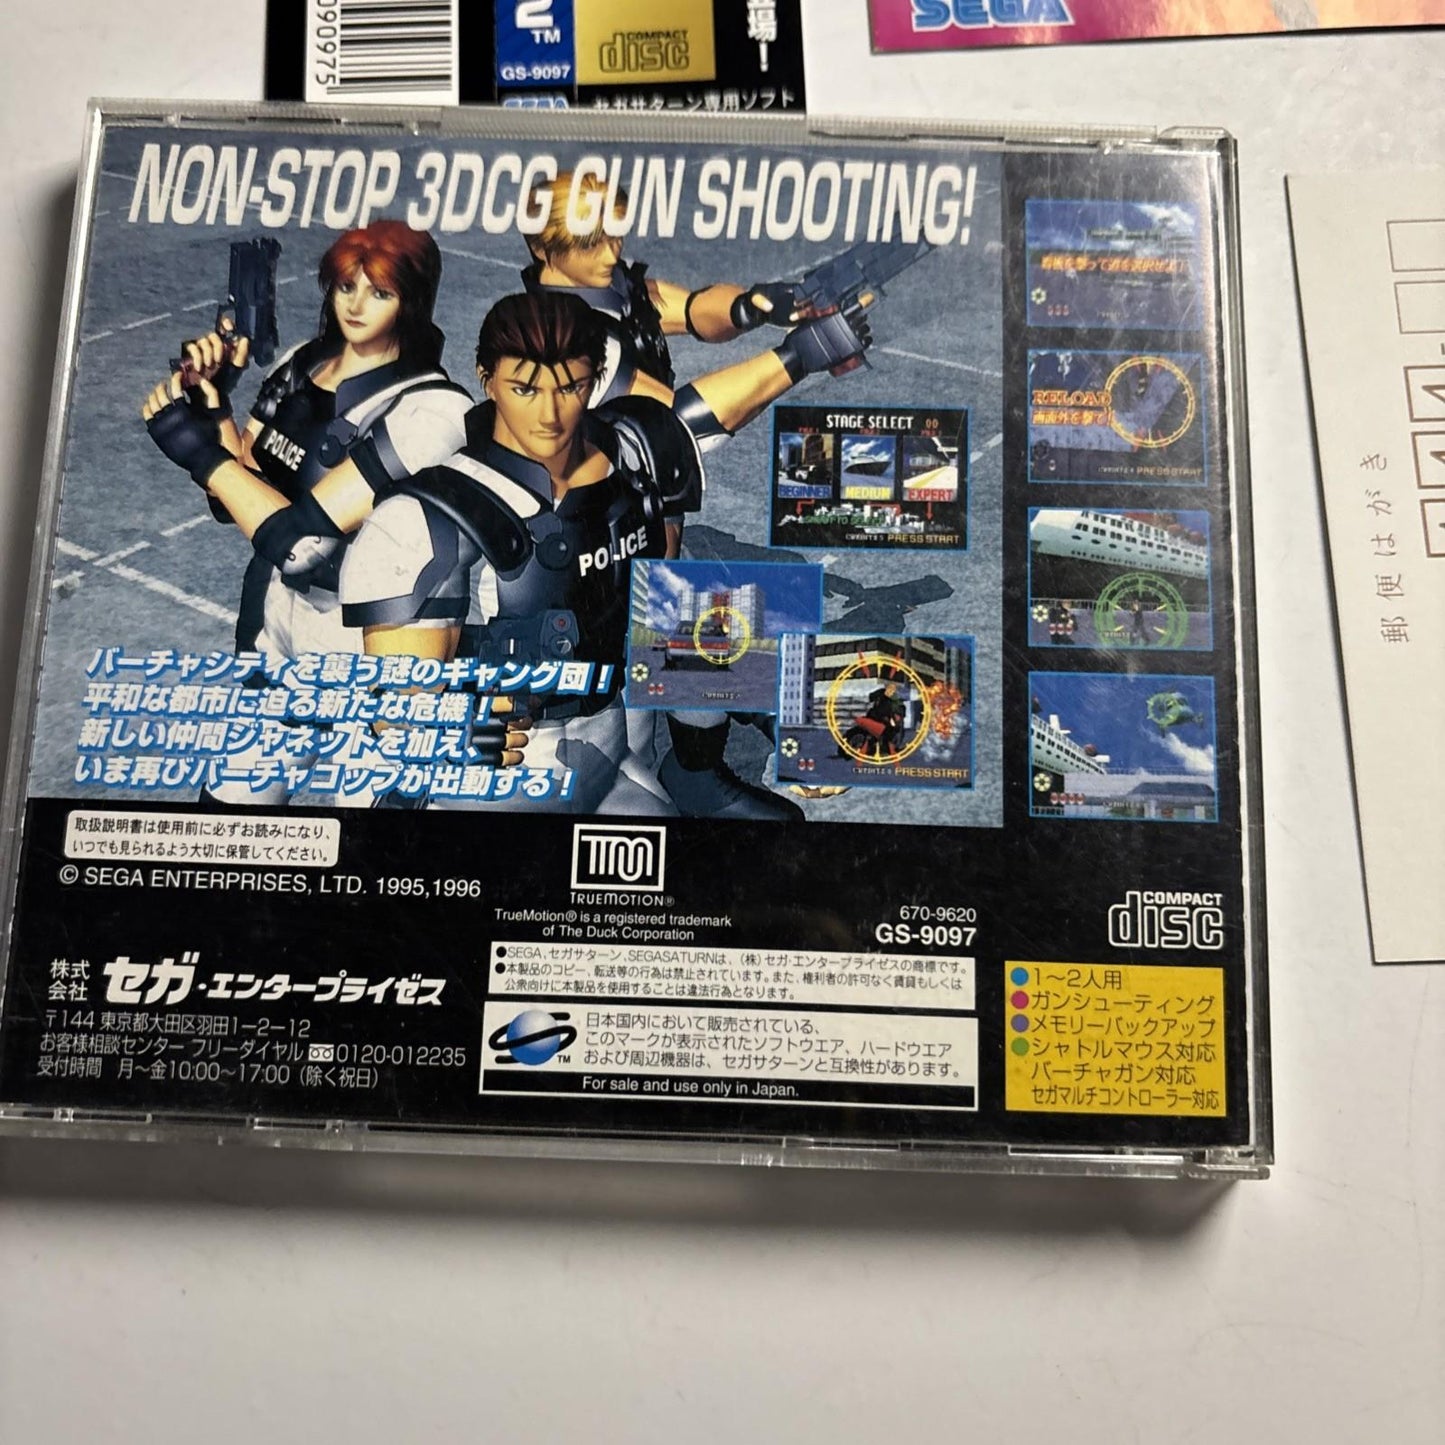 090975
2
TM
COMPACT
disc
場！
GS-9097
SEGA
セガサターン専用ソフト
SEGA
NON-STOP 3DCG GUN SHOOTING!
POLICE
POLICE
STAGE SELECT 00
BEGINNER MEDIUM EXPERT
PRESS START
PRESS START
看板を撃って道を選択せよ！
RELOAD
画面外を撃て！
PRESS START
バーチャシティを襲う謎のギャング団！
平和な都市に迫る新たな危機！
新しい仲間ジャネットを加え、
いま再びバーチャコップが出動する！
取扱説明書は使用前に必ずお読みになり、
いつでも見られるよう大切に保管してください。
© SEGA ENTERPRISES, LTD. 1995,1996
TM
TRUEMOTION®
TrueMotion® is a registered trademark
of The Duck Corporation
670-9620
GS-9097
COMPACT
disc
株式会社 セガ・エンタープライゼス
〒144 東京都大田区羽田1-2-12
お客様相談センター フリーダイヤル 0120-012235
受付時間 月〜金10:00〜17:00（除く祝日）
●SEGA, セガサターン, SEGASATURNは、(株) セガ・エンタープライゼスの商標です。
●本製品のコピー、転送等の行為は禁止されています。また、権利者の許可なく賃貸もしくは
公衆向けに本製品を使用することは違法行為となります。
TM
日本国内において販売されている、
このマークが表示されたソフトウエア、ハードウエア
および周辺機器は、セガサターンと互換性があります。
For sale and use only in Japan.
●1〜2人用
●ガンシューティング
●メモリーバックアップ
●シャトルマウス対応
バーチャガン対応
セガマルチコントローラー対応
郵便はがき
144